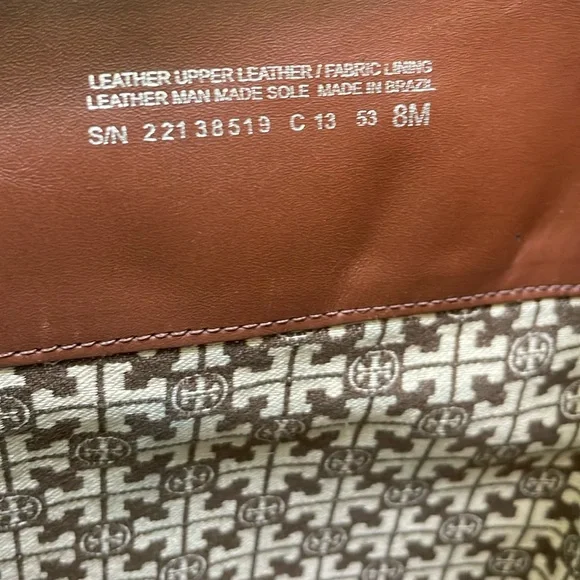 LEATHER UPPER LEATHER / FABRIC LINING
LEATHER MAN MADE SOLE MADE IN BRAZIL
S/N 22138519 C 13 53 8M